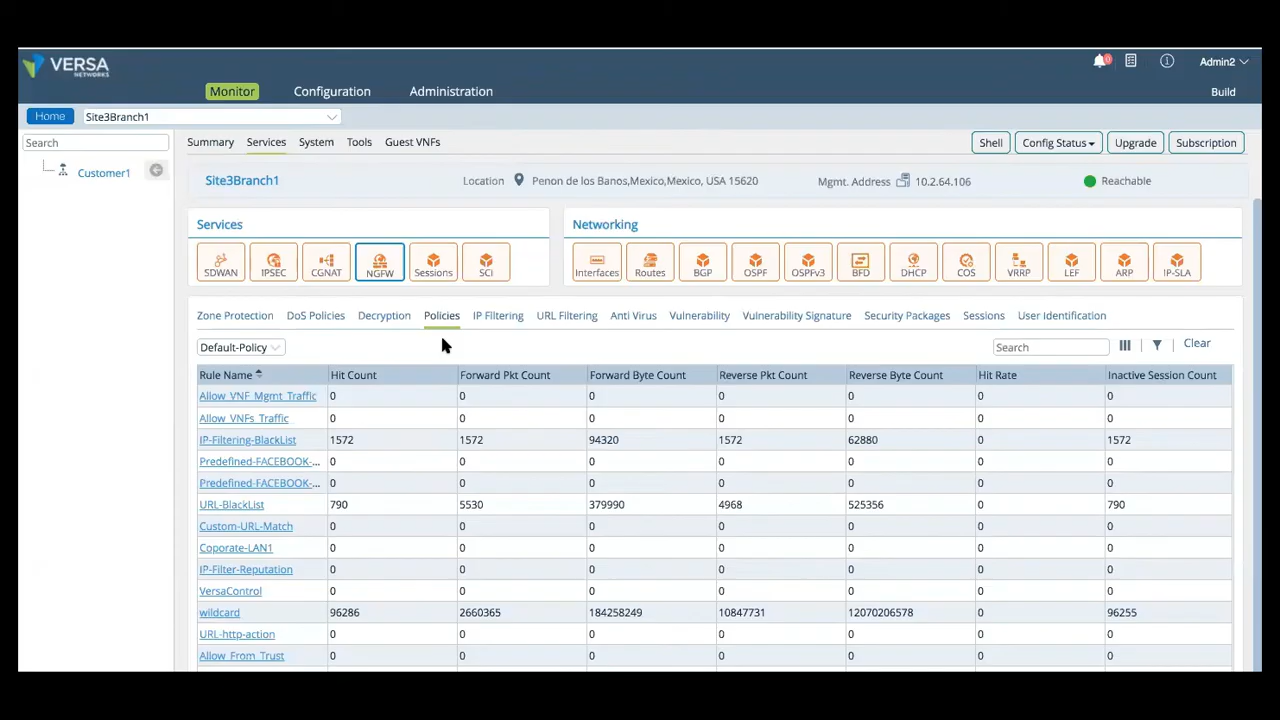 VERSA
NETWORKS
Admin2
Monitor Configuration Administration
Build
Home Site3Branch1
Search
Customer1
Summary Services System Tools Guest VNFs
Shell Config Status Upgrade Subscription
Site3Branch1 Location Penon de los Banos,Mexico,Mexico, USA 15620 Mgmt. Address 10.2.64.106 Reachable
Services
SDWAN IPSEC CGNAT NGFW Sessions SCI
Networking
Interfaces Routes BGP OSPF OSPFv3 BFD DHCP COS VRRP LEF ARP IP-SLA
Zone Protection DoS Policies Decryption Policies IP Filtering URL Filtering Anti Virus Vulnerability Vulnerability Signature Security Packages Sessions User Identification
Default-Policy Search Clear
Rule Name Hit Count Forward Pkt Count Forward Byte Count Reverse Pkt Count Reverse Byte Count Hit Rate Inactive Session Count
Allow_VNF_Mgmt_Traffic 0 0 0 0 0 0 0
Allow_VNFs_Traffic 0 0 0 0 0 0 0
IP-Filtering-BlackList 1572 1572 94320 1572 62880 0 1572
Predefined-FACEBOOK-... 0 0 0 0 0 0 0
Predefined-FACEBOOK-... 0 0 0 0 0 0 0
URL-BlackList 790 5530 379990 4968 525356 0 790
Custom-URL-Match 0 0 0 0 0 0 0
Coporate-LAN1 0 0 0 0 0 0 0
IP-Filter-Reputation 0 0 0 0 0 0 0
VersaControl 0 0 0 0 0 0 0
wildcard 96286 2660365 184258249 10847731 12070206578 0 96255
URL-http-action 0 0 0 0 0 0 0
Allow_From_Trust 0 0 0 0 0 0 0